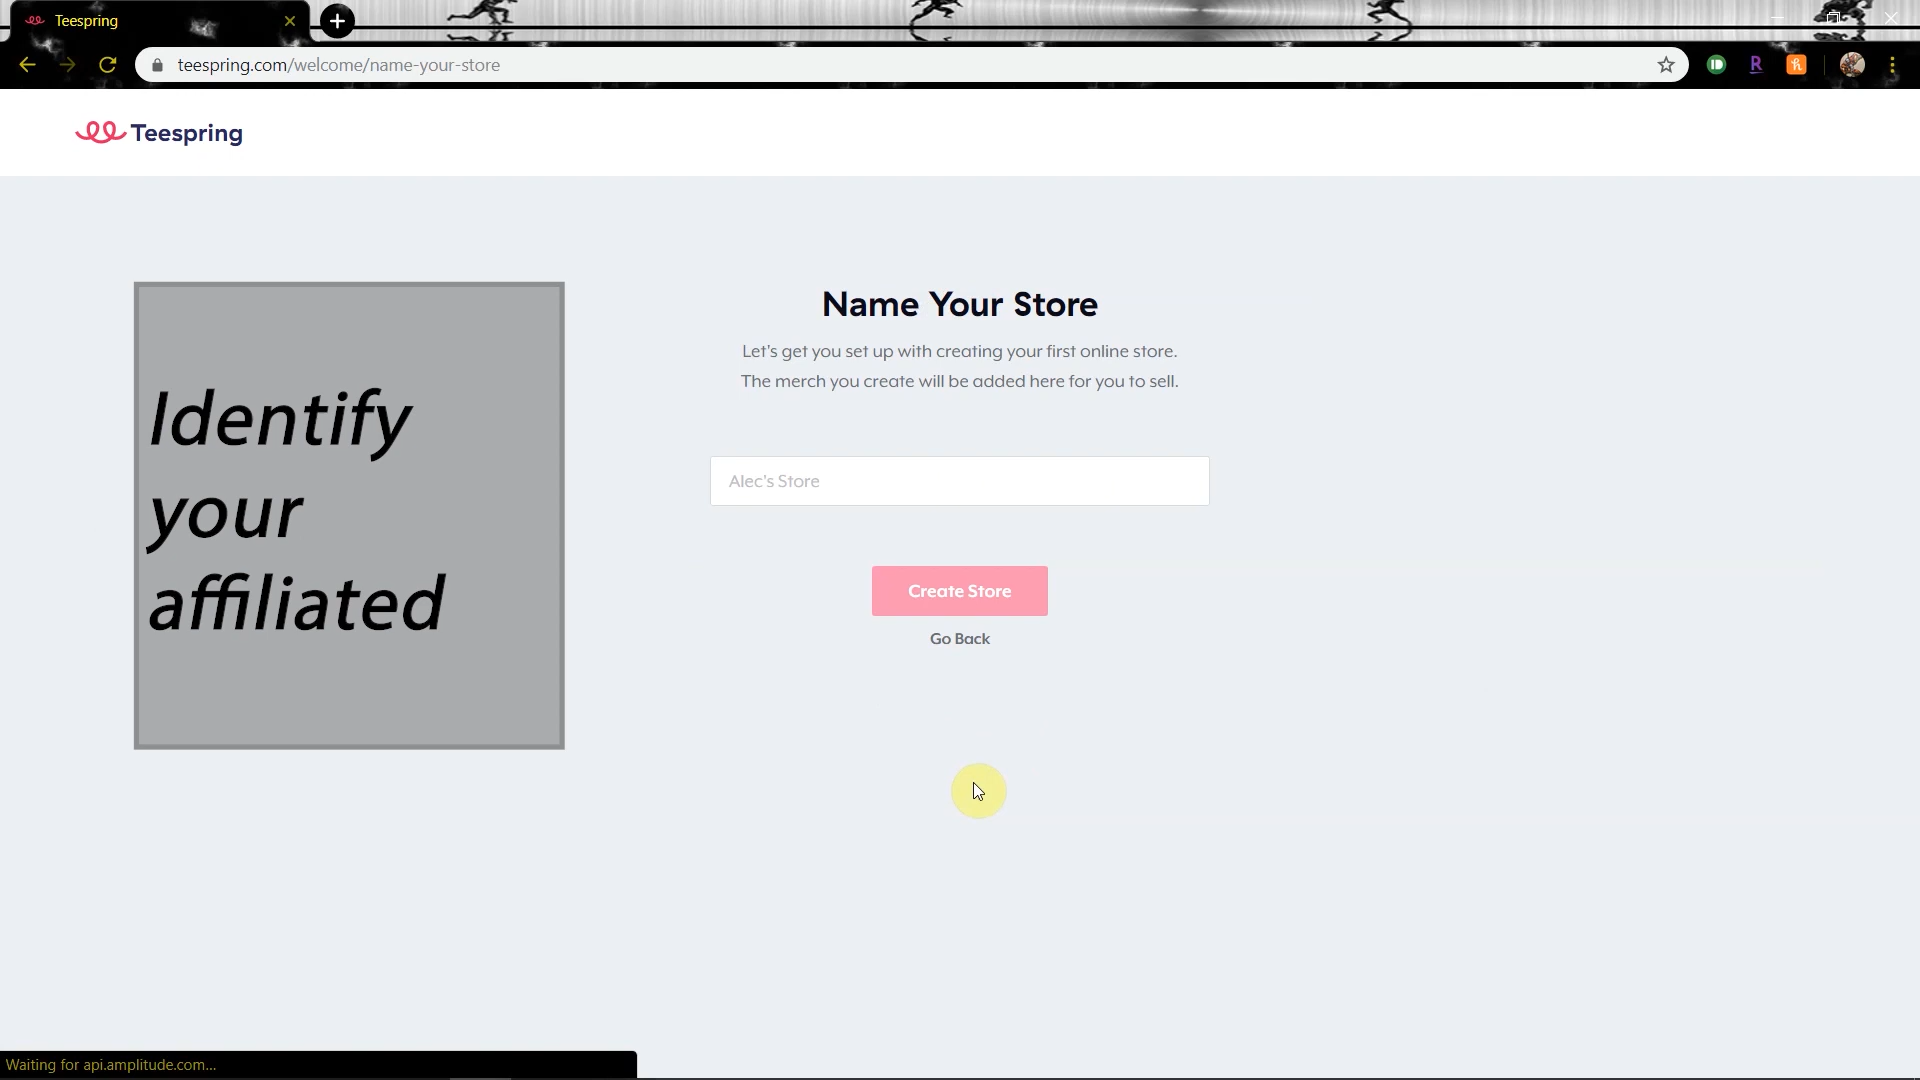 Teespring
teespring.com/welcome/name-your-store
Teespring
Identify
your
affiliated
Name Your Store
Let's get you set up with creating your first online store.
The merch you create will be added here for you to sell.
Alec's Store
Create Store
Go Back
Waiting for api.amplitude.com...